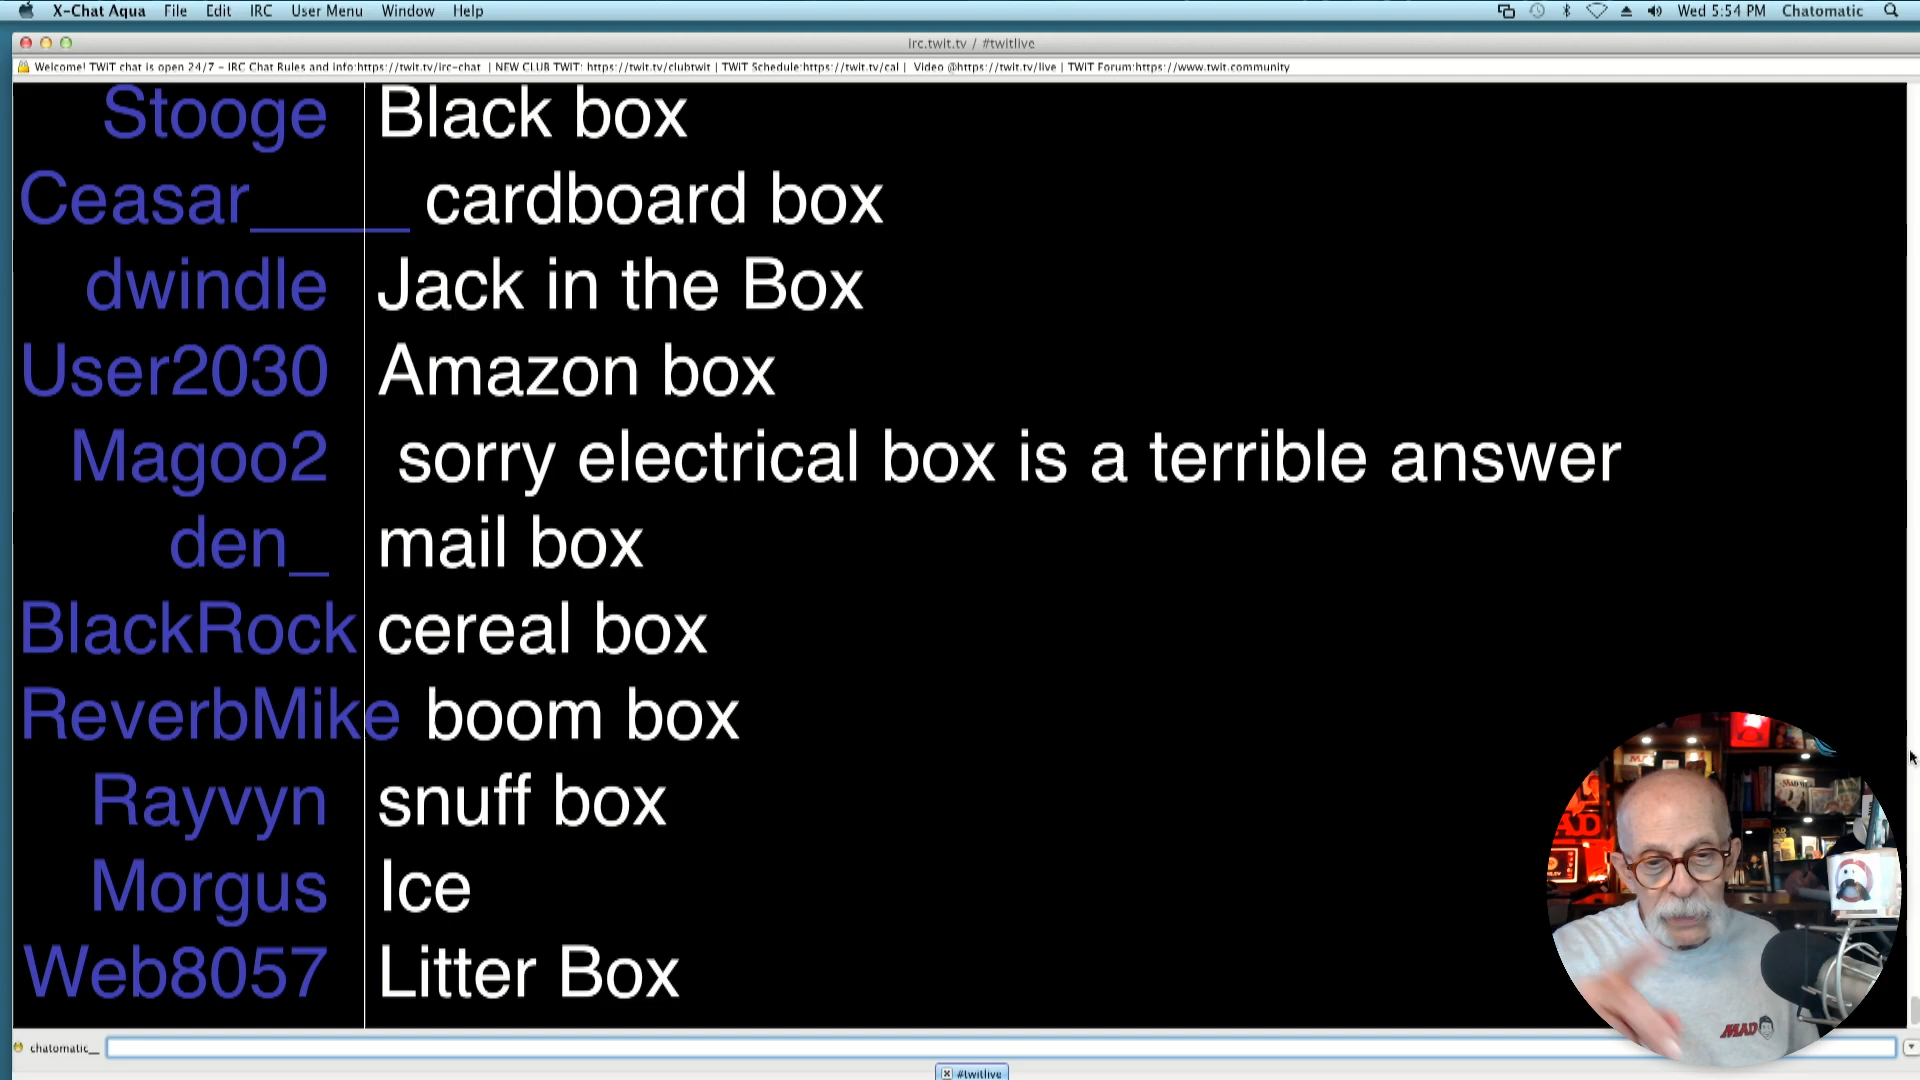 X-Chat Aqua File Edit IRC User Menu Window Help Wed 5:54 PM Chatomatic
irc.twit.tv / #twitlive
Welcome! TWiT chat is open 24/7 - IRC Chat Rules and info:https://twit.tv/irc-chat | NEW CLUB TWiT: https://twit.tv/clubtwit | TWiT Schedule:https://twit.tv/cal | Video @https://twit.tv/live | TWiT Forum:https://www.twit.community
Stooge Black box
Ceasar____ cardboard box
dwindle Jack in the Box
User2030 Amazon box
Magoo2 sorry electrical box is a terrible answer
den_ mail box
BlackRock cereal box
ReverbMike boom box
Rayvyn snuff box
Morgus Ice
Web8057 Litter Box
MAD
chatomatic__
#twitlive